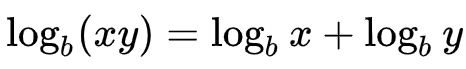 log_b(xy) = log_b x + log_b y